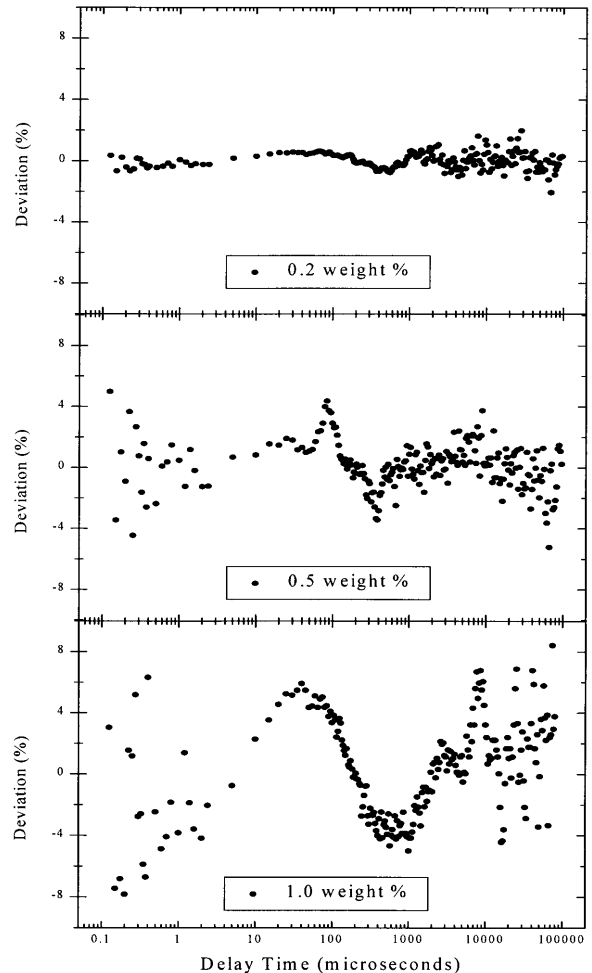 8
4
0
-4
-8
Deviation (%)
0.2 weight %
8
4
0
-4
-8
Deviation (%)
0.5 weight %
8
4
0
-4
-8
Deviation (%)
1.0 weight %
0.1 1 10 100 1000 10000 100000
Delay Time (microseconds)